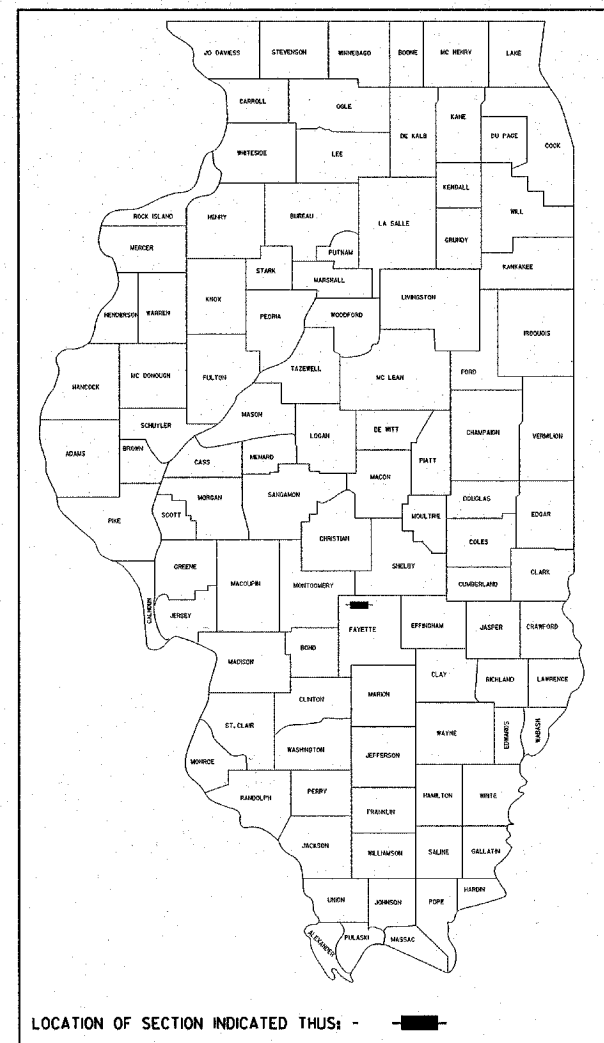 JO DAVIESS STEVENSON WINNEBAGO BOONE MC HENRY LAKE
CARROLL OGLE DE KALB KANE DU PAGE COOK
WHITESIDE LEE KENDALL WILL
ROCK ISLAND HENRY BUREAU LA SALLE GRUNDY
MERCER PUTNAM KANKAKEE
STARK MARSHALL
HENDERSON WARREN KNOX PEORIA WOODFORD LIVINGSTON IROQUOIS
HANCOCK MC DONOUGH FULTON TAZEWELL MC LEAN FORD
MASON
SCHUYLER LOGAN DE WITT CHAMPAIGN VERMILION
ADAMS BROWN CASS MENARD PIATT
MACON
MORGAN SANGAMON DOUGLAS
PIKE SCOTT CHRISTIAN MOULTRIE EDGAR
COLES
GREENE SHELBY CLARK
CALHOUN MACOUPIN MONTGOMERY CUMBERLAND
JERSEY
FAYETTE EFFINGHAM JASPER CRAWFORD
BOND
MADISON CLAY RICHLAND LAWRENCE
CLINTON MARION
ST. CLAIR WAYNE EDWARDS WABASH
WASHINGTON JEFFERSON
MONROE
RANDOLPH PERRY HAMILTON WHITE
FRANKLIN
JACKSON WILLIAMSON SALINE GALLATIN
HARDIN
UNION JOHNSON POPE
ALEXANDER PULASKI MASSAC
LOCATION OF SECTION INDICATED THUS: -